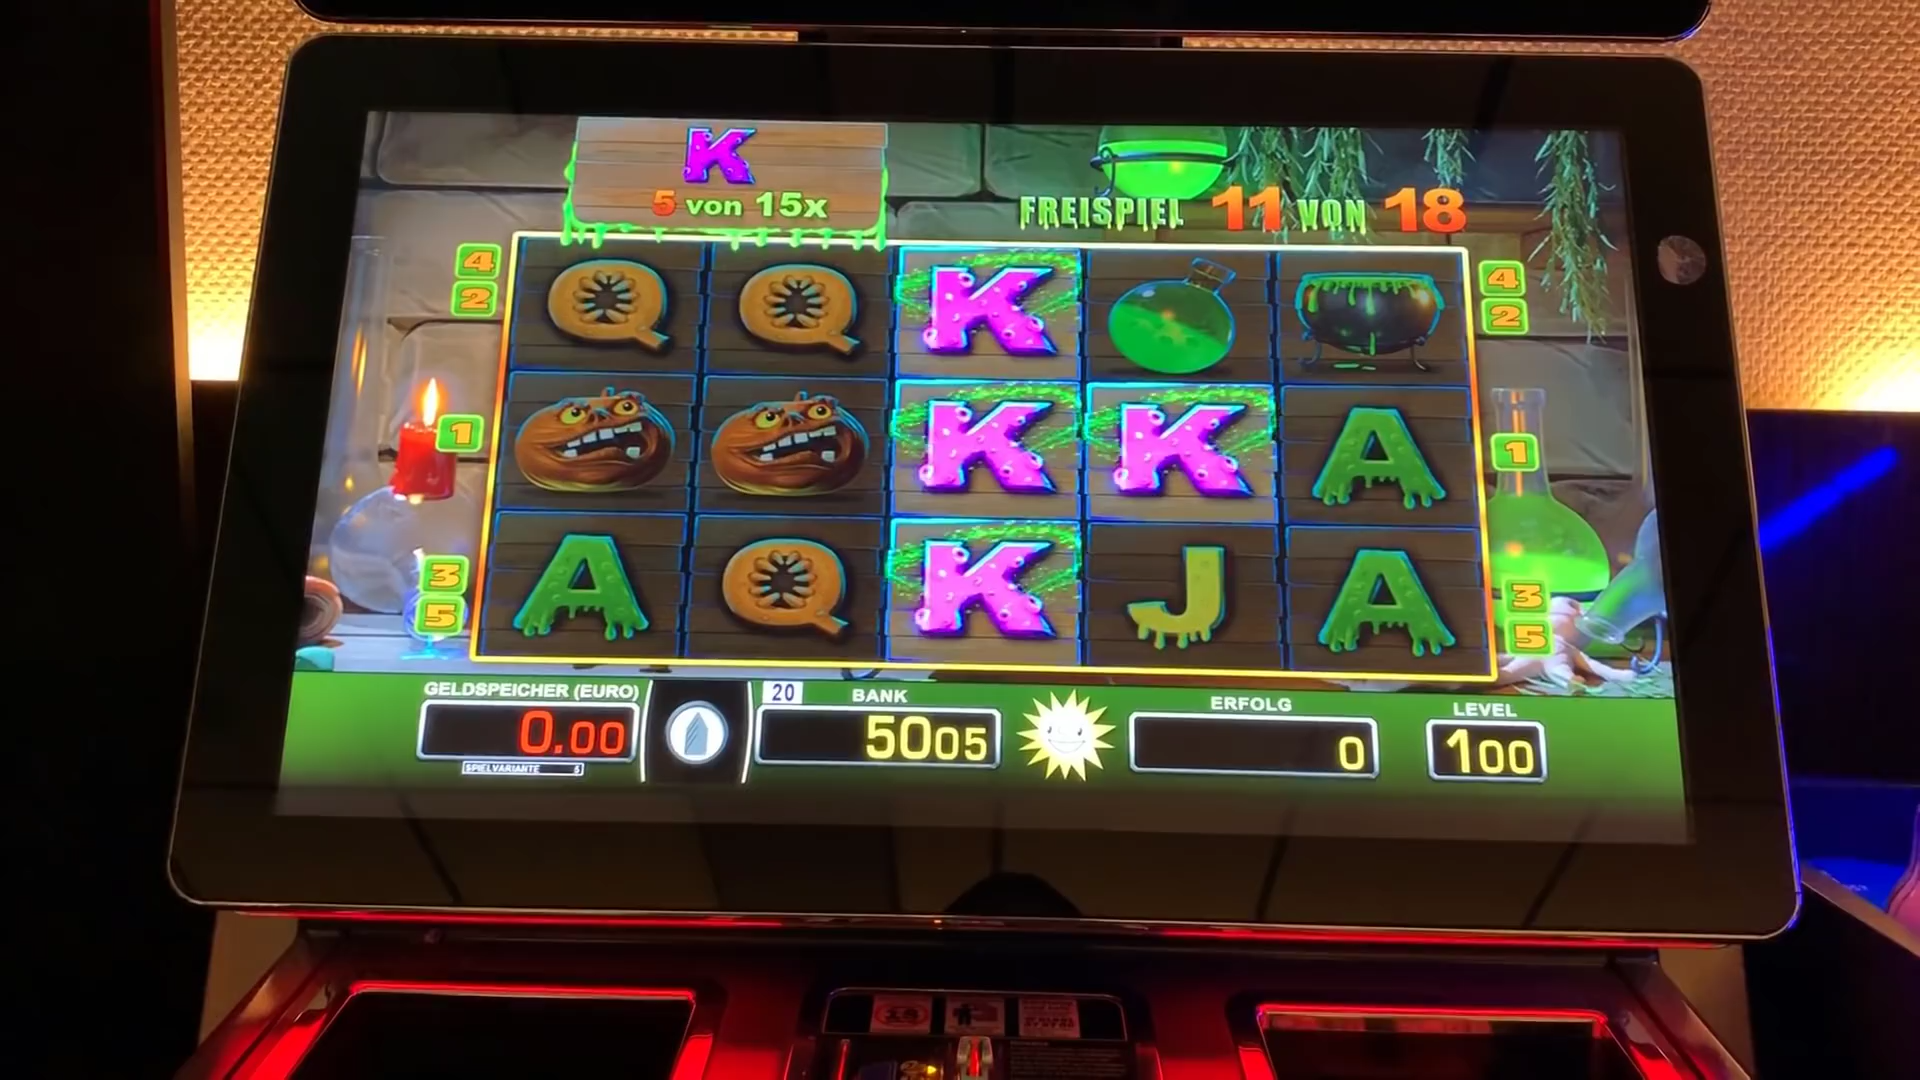 K
5 von 15x
FREISPIEL 11 VON 18
4
2
4
2
Q Q K
1
1
K K A
A Q K J A
3
5
3
5
GELDSPEICHER (EURO)
0.00
SPIELVARIANTE 5
20 BANK
5005
ERFOLG
0
LEVEL
100